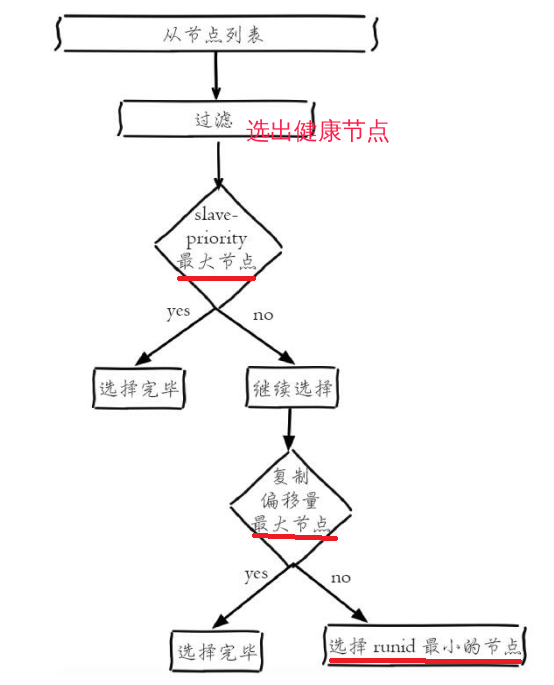 从节点列表
过滤
选出健康节点
slave-
priority
最大节点
yes
no
选择完毕
继续选择
复制
偏移量
最大节点
yes
no
选择完毕
选择 runid 最小的节点